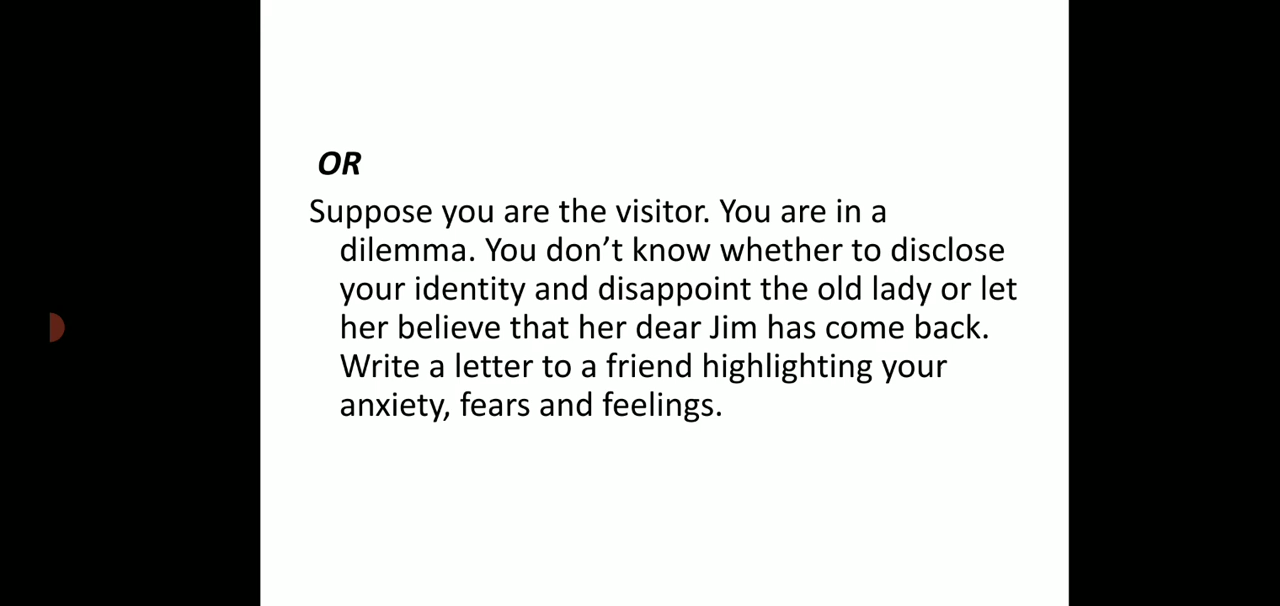 OR
Suppose you are the visitor. You are in a
dilemma. You don’t know whether to disclose
your identity and disappoint the old lady or let
her believe that her dear Jim has come back.
Write a letter to a friend highlighting your
anxiety, fears and feelings.